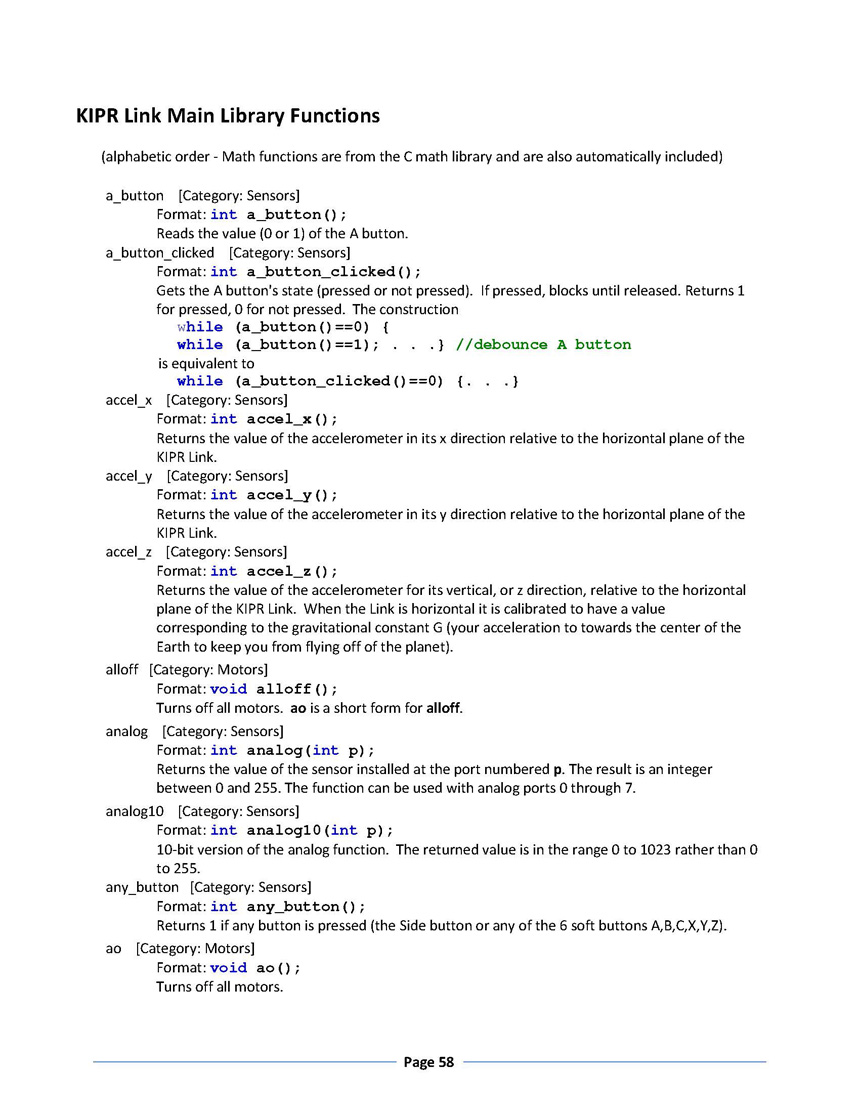 KIPR Link Main Library Functions
(alphabetic order - Math functions are from the C math library and are also automatically included)
a_button [Category: Sensors]
Format: int a_button();
Reads the value (0 or 1) of the A button.
a_button_clicked [Category: Sensors]
Format: int a_button_clicked();
Gets the A button's state (pressed or not pressed). If pressed, blocks until released. Returns 1
for pressed, 0 for not pressed. The construction
while (a_button()==0) {
while (a_button()==1); . . .} //debounce A button
is equivalent to
while (a_button_clicked()==0) {. . .}
accel_x [Category: Sensors]
Format: int accel_x();
Returns the value of the accelerometer in its x direction relative to the horizontal plane of the
KIPR Link.
accel_y [Category: Sensors]
Format: int accel_y();
Returns the value of the accelerometer in its y direction relative to the horizontal plane of the
KIPR Link.
accel_z [Category: Sensors]
Format: int accel_z();
Returns the value of the accelerometer for its vertical, or z direction, relative to the horizontal
plane of the KIPR Link. When the Link is horizontal it is calibrated to have a value
corresponding to the gravitational constant G (your acceleration to towards the center of the
Earth to keep you from flying off of the planet).
alloff [Category: Motors]
Format: void alloff();
Turns off all motors. ao is a short form for alloff.
analog [Category: Sensors]
Format: int analog(int p);
Returns the value of the sensor installed at the port numbered p. The result is an integer
between 0 and 255. The function can be used with analog ports 0 through 7.
analog10 [Category: Sensors]
Format: int analog10(int p);
10-bit version of the analog function. The returned value is in the range 0 to 1023 rather than 0
to 255.
any_button [Category: Sensors]
Format: int any_button();
Returns 1 if any button is pressed (the Side button or any of the 6 soft buttons A,B,C,X,Y,Z).
ao [Category: Motors]
Format: void ao();
Turns off all motors.
Page 58